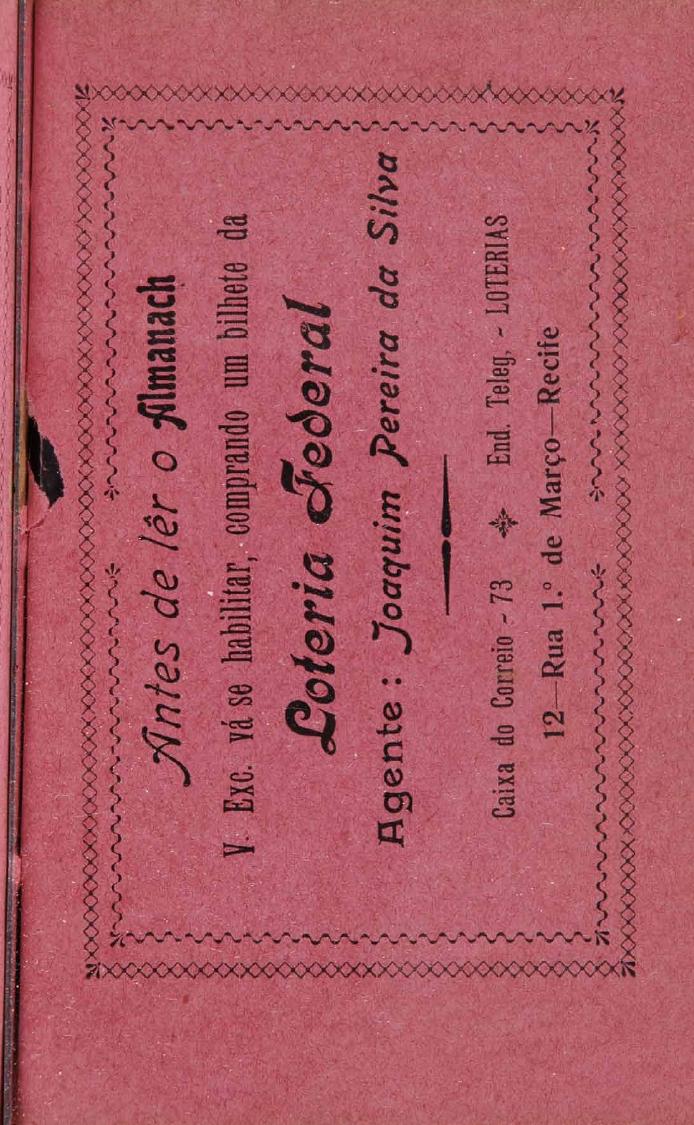 Antes de lêr o Almanach
V. Exc. vá se habilitar, comprando um bilhete da
Loteria Federal
Agente: Joaquim Pereira da Silva
Caixa do Correio - 73 End. Teleg, - LOTERIAS
12—Rua 1.º de Março—Recife